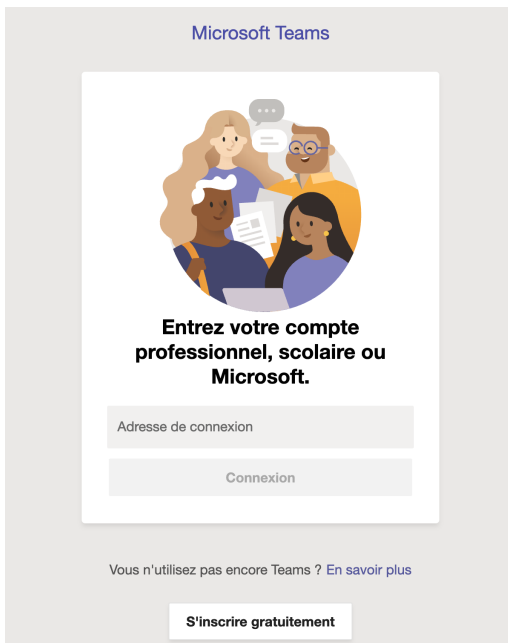 Microsoft Teams
Entrez votre compte
professionnel, scolaire ou
Microsoft.
Adresse de connexion
Connexion
Vous n'utilisez pas encore Teams ? En savoir plus
S'inscrire gratuitement